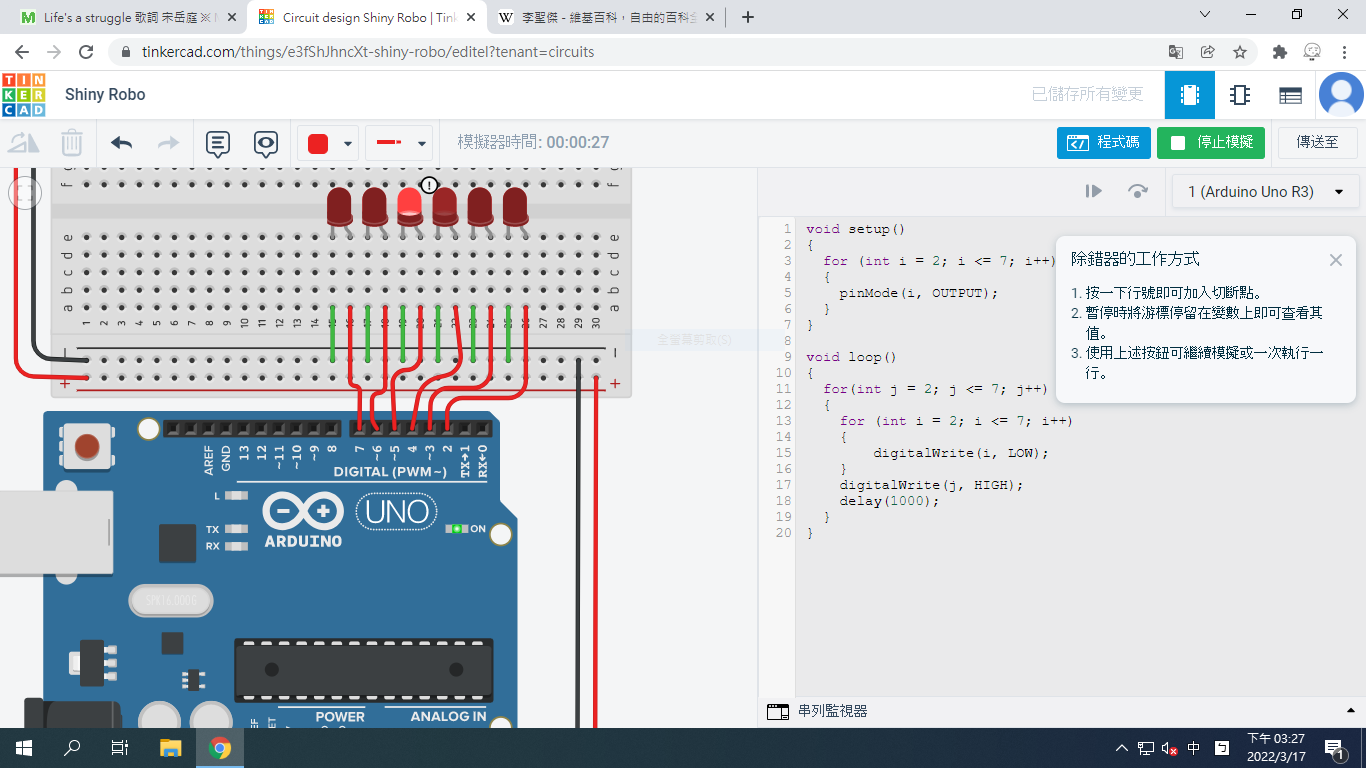 Life's a struggle 歌詞 宋岳庭 ※ M
Circuit design Shiny Robo | Tink
李聖傑 - 維基百科，自由的百科全
tinkercad.com/things/e3fShJhncXt-shiny-robo/editel?tenant=circuits
TIN
KER
CAD
Shiny Robo
已儲存所有變更
模擬器時間: 00:00:27
程式碼
停止模擬
傳送至
1 (Arduino Uno R3)
1 void setup()
2 {
3 for (int i = 2; i <= 7; i++)
4 {
5 pinMode(i, OUTPUT);
6 }
7 }
8
9 void loop()
10 {
11 for(int j = 2; j <= 7; j++)
12 {
13 for (int i = 2; i <= 7; i++)
14 {
15 digitalWrite(i, LOW);
16 }
17 digitalWrite(j, HIGH);
18 delay(1000);
19 }
20 }
除錯器的工作方式
1. 按一下行號即可加入切斷點。
2. 暫停時將游標停留在變數上即可查看其
值。
3. 使用上述按鈕可繼續模擬或一次執行一
行。
全螢幕剪取(S)
f g f g
e e
d d
c c
b b
a a
1 2 3 4 5 6 7 8 9 10 11 12 13 14 15 16 17 18 19 20 21 22 23 24 25 26 27 28 29 30
AREF GND 13 12 ~11 ~10 ~9 8 7 ~6 ~5 4 ~3 2 TX→1 RX←0
DIGITAL (PWM ~)
L
TX
RX
UNO
ON
ARDUINO
SPK16.000G
POWER
ANALOG IN
串列監視器
中
下午 03:27
2022/3/17
1